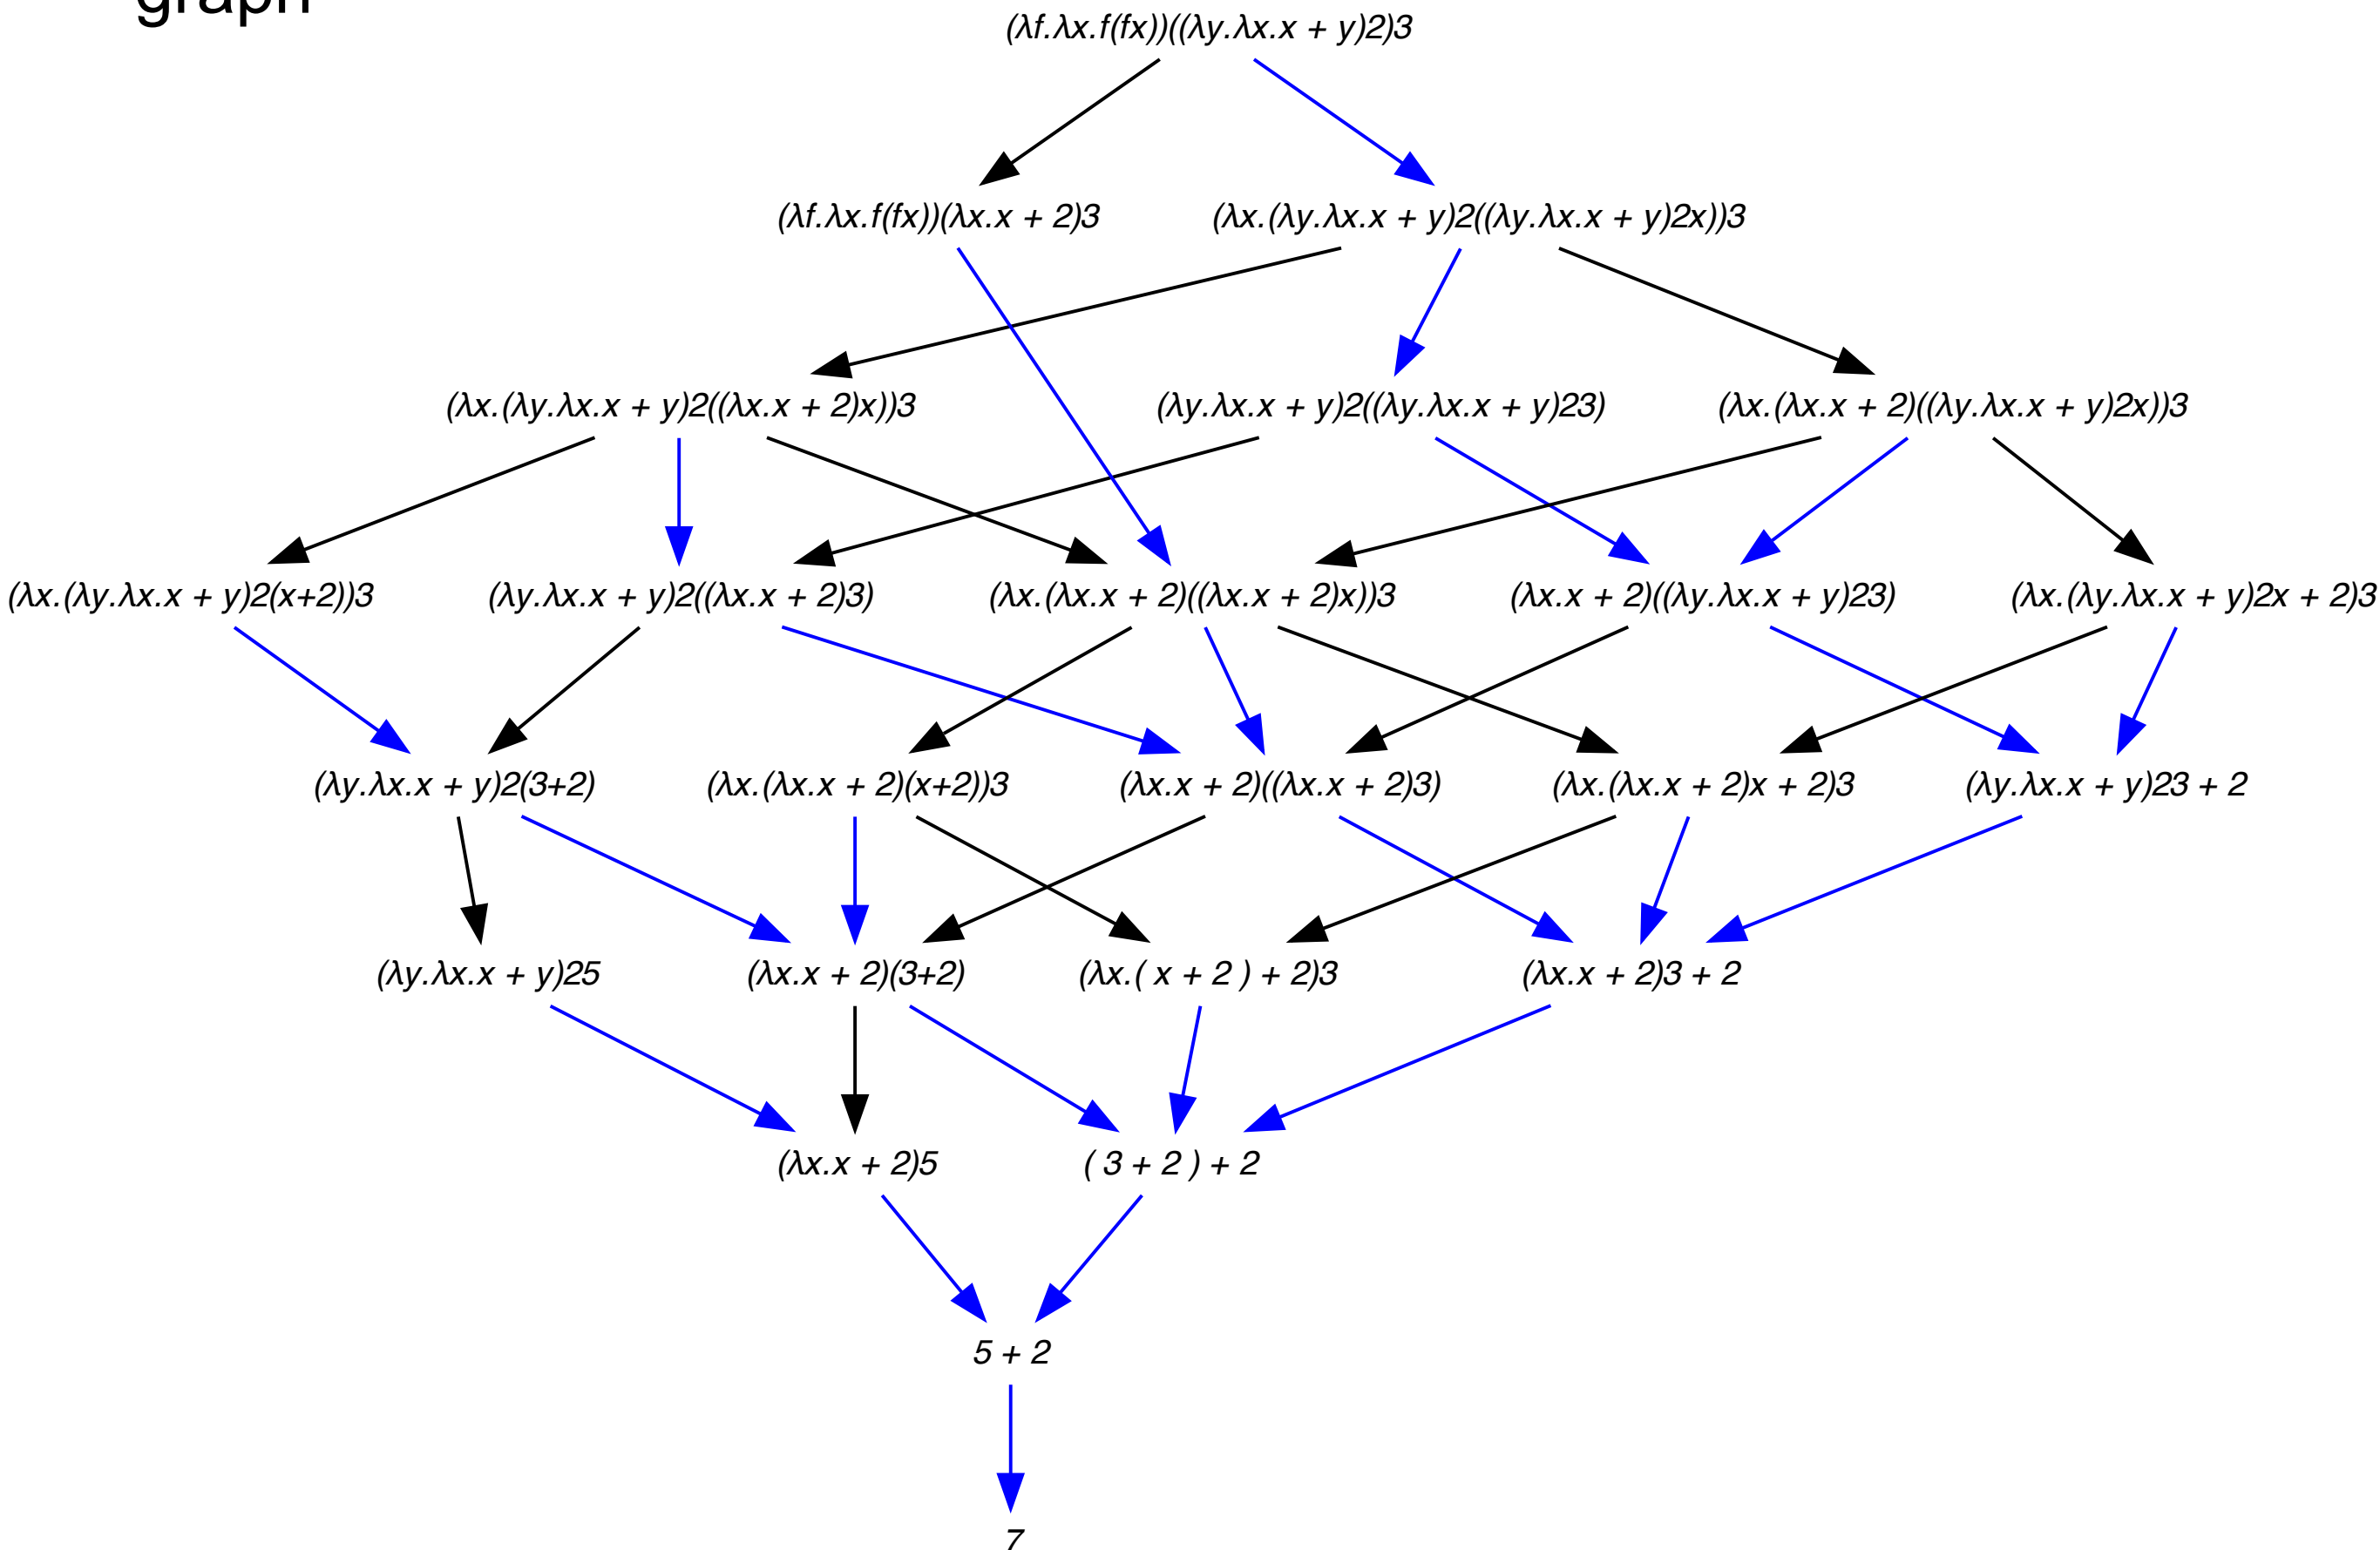 graph
(λf.λx.f(fx))((λy.λx.x + y)2)3
(λf.λx.f(fx))(λx.x + 2)3 (λx.(λy.λx.x + y)2((λy.λx.x + y)2x))3
(λx.(λy.λx.x + y)2((λx.x + 2)x))3 (λy.λx.x + y)2((λy.λx.x + y)23) (λx.(λx.x + 2)((λy.λx.x + y)2x))3
(λx.(λy.λx.x + y)2(x+2))3 (λy.λx.x + y)2((λx.x + 2)3) (λx.(λx.x + 2)((λx.x + 2)x))3 (λx.x + 2)((λy.λx.x + y)23) (λx.(λy.λx.x + y)2x + 2)3
(λy.λx.x + y)2(3+2) (λx.(λx.x + 2)(x+2))3 (λx.x + 2)((λx.x + 2)3) (λx.(λx.x + 2)x + 2)3 (λy.λx.x + y)23 + 2
(λy.λx.x + y)25 (λx.x + 2)(3+2) (λx.( x + 2 ) + 2)3 (λx.x + 2)3 + 2
(λx.x + 2)5 ( 3 + 2 ) + 2
5 + 2
7